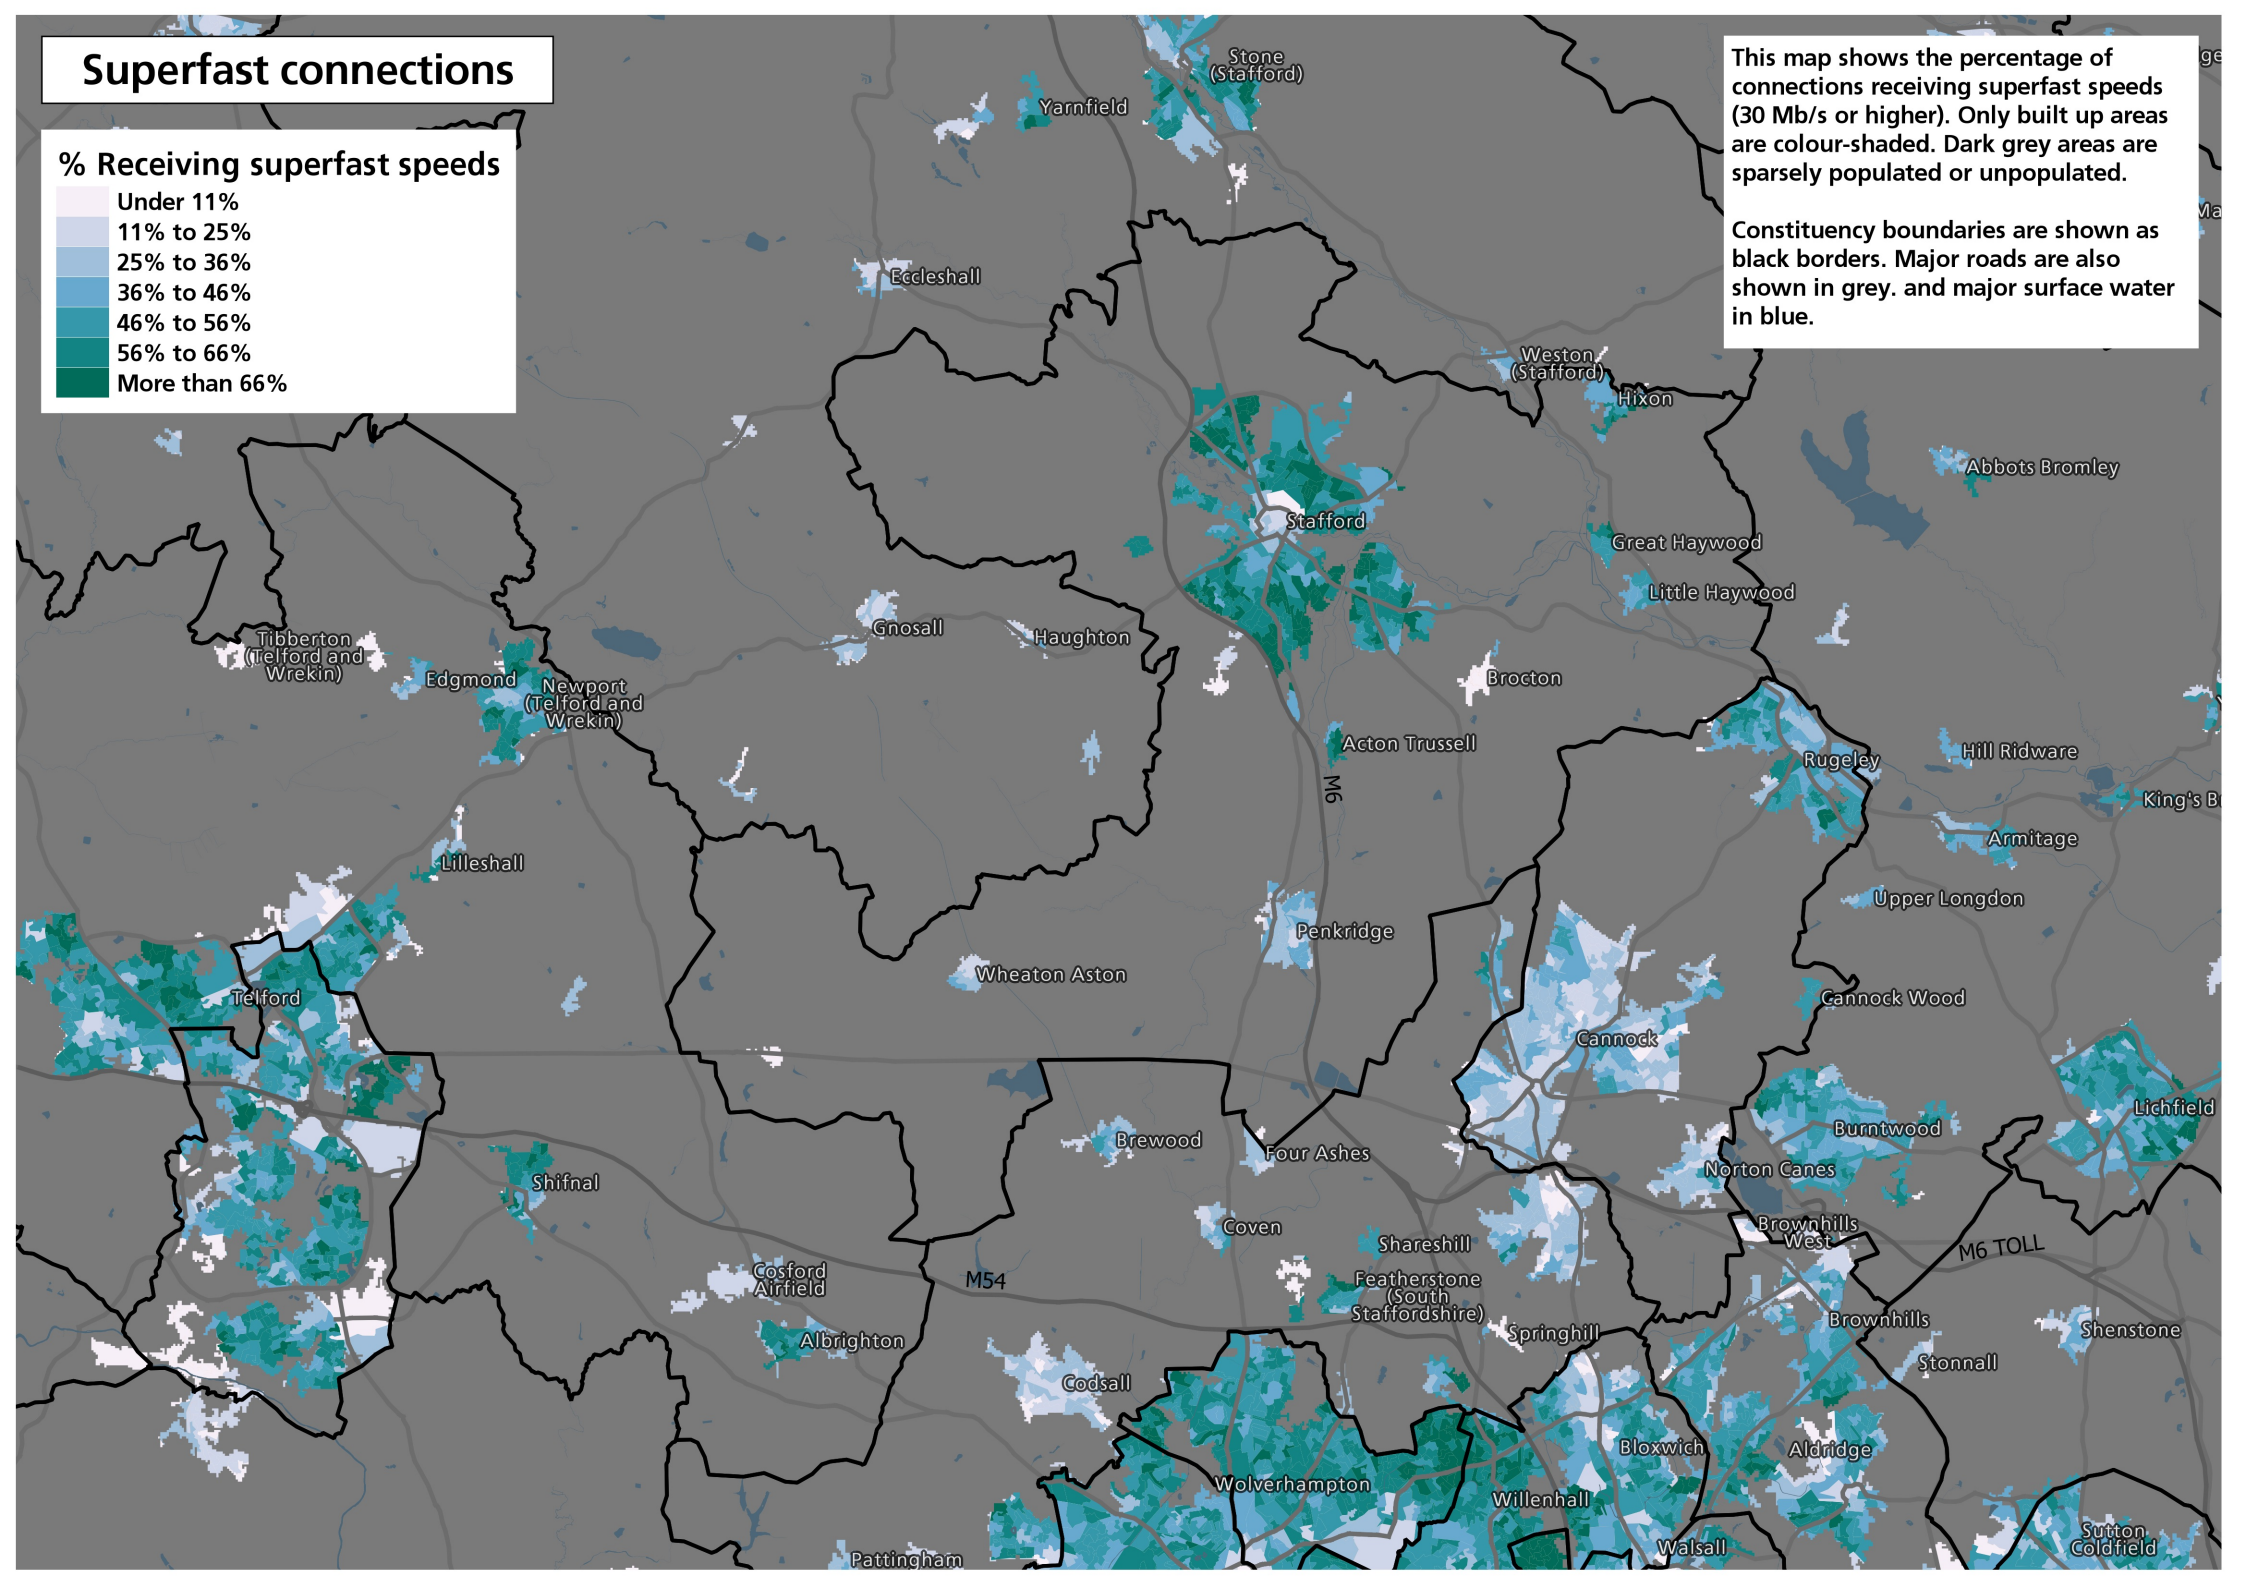 Superfast connections
This map shows the percentage of
connections receiving superfast speeds
(30 Mb/s or higher). Only built up areas
are colour-shaded. Dark grey areas are
sparsely populated or unpopulated.
Constituency boundaries are shown as
black borders. Major roads are also
shown in grey. and major surface water
in blue.
% Receiving superfast speeds
Under 11%
11% to 25%
25% to 36%
36% to 46%
46% to 56%
56% to 66%
More than 66%
Stone
(Stafford)
Yarnfield
Eccleshall
Weston
(Stafford)
Hixon
Abbots Bromley
Stafford
Great Haywood
Little Haywood
Gnosall
Haughton
Tibberton
(Telford and
Wrekin)
Edgmond
Newport
(Telford and
Wrekin)
Brocton
Acton Trussell
M6
Rugeley
Hill Ridware
King's B
Armitage
Lilleshall
Upper Longdon
Penkridge
Wheaton Aston
Telford
Cannock Wood
Cannock
Lichfield
Burntwood
Brewood
Four Ashes
Norton Canes
Shifnal
Coven
Brownhills
West
Shareshill
M6 TOLL
Cosford
Airfield
M54
Featherstone
(South
Staffordshire)
Brownhills
Springhill
Shenstone
Albrighton
Stonnall
Codsall
Bloxwich
Aldridge
Wolverhampton
Willenhall
Walsall
Sutton
Coldfield
Pattingham